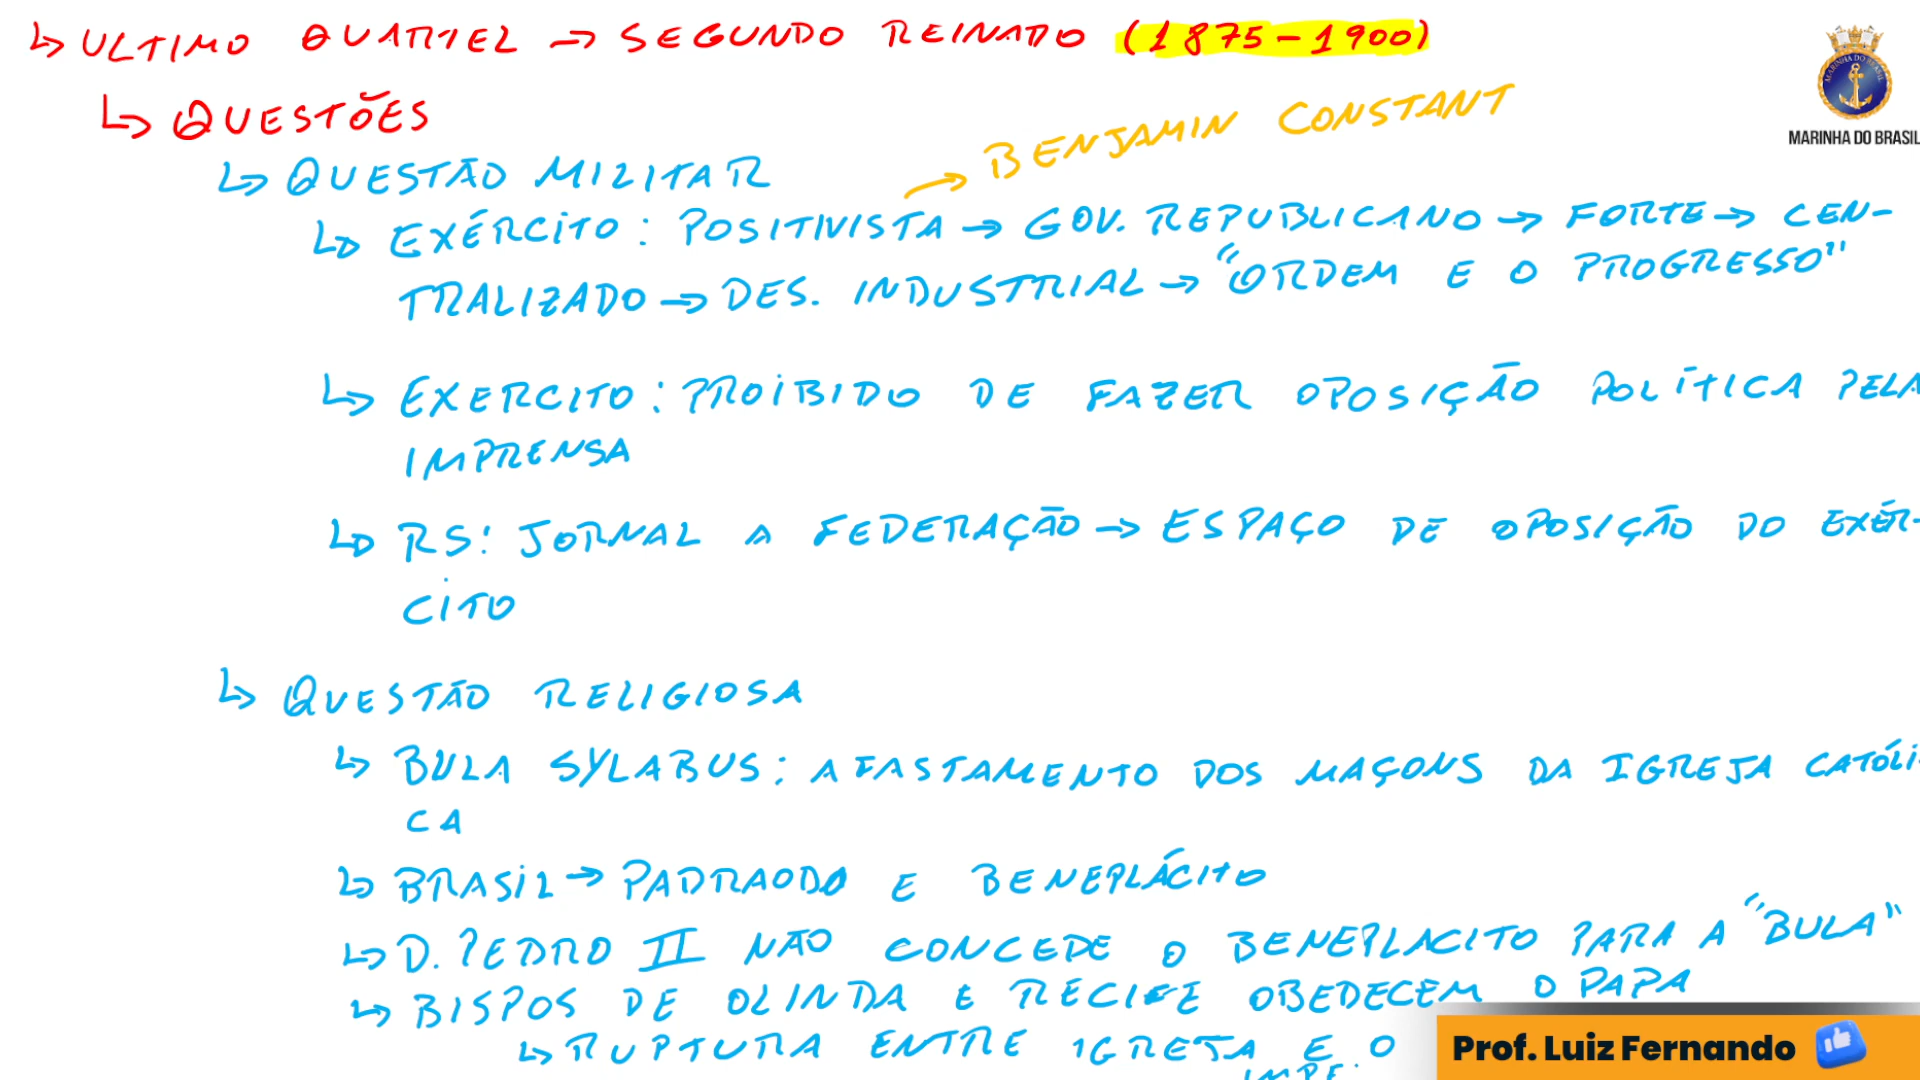 ↳ ULTIMO QUARTEL → SEGUNDO REINADO (1875-1900)
MARINHA DO BRASIL
↳ QUESTÕES
→ BENJAMIN CONSTANT
↳ QUESTÃO MILITAR
↳ EXÉRCITO: POSITIVISTA → GOV. REPUBLICANO → FORTE → CEN-
TRALIZADO → DES. INDUSTRIAL → "ORDEM E O PROGRESSO"
↳ EXERCITO: PROIBIDO DE FAZER OPOSIÇÃO POLÍTICA PELA
IMPRENSA
↳ RS: JORNAL A FEDERAÇÃO → ESPAÇO DE OPOSIÇÃO DO EXÉR-
CITO
↳ QUESTÃO RELIGIOSA
↳ BULA SYLABUS: AFASTAMENTO DOS MAÇONS DA IGREJA CATÓLI-
CA
↳ BRASIL → PADRAODO E BENEPLÁCITO
↳ D. PEDRO II NÃO CONCEDE O BENEPLACITO PARA A "BULA"
↳ BISPOS DE OLINDA E RECIFE OBEDECEM O PAPA
↳ RUPTURA ENTRE IGREJA E O
Prof. Luiz Fernando